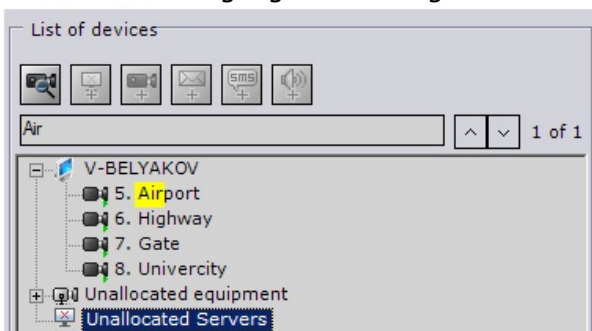 List of devices
SMS
Air
1 of 1
V-BELYAKOV
5. Airport
6. Highway
7. Gate
8. Univercity
Unallocated equipment
Unallocated Servers